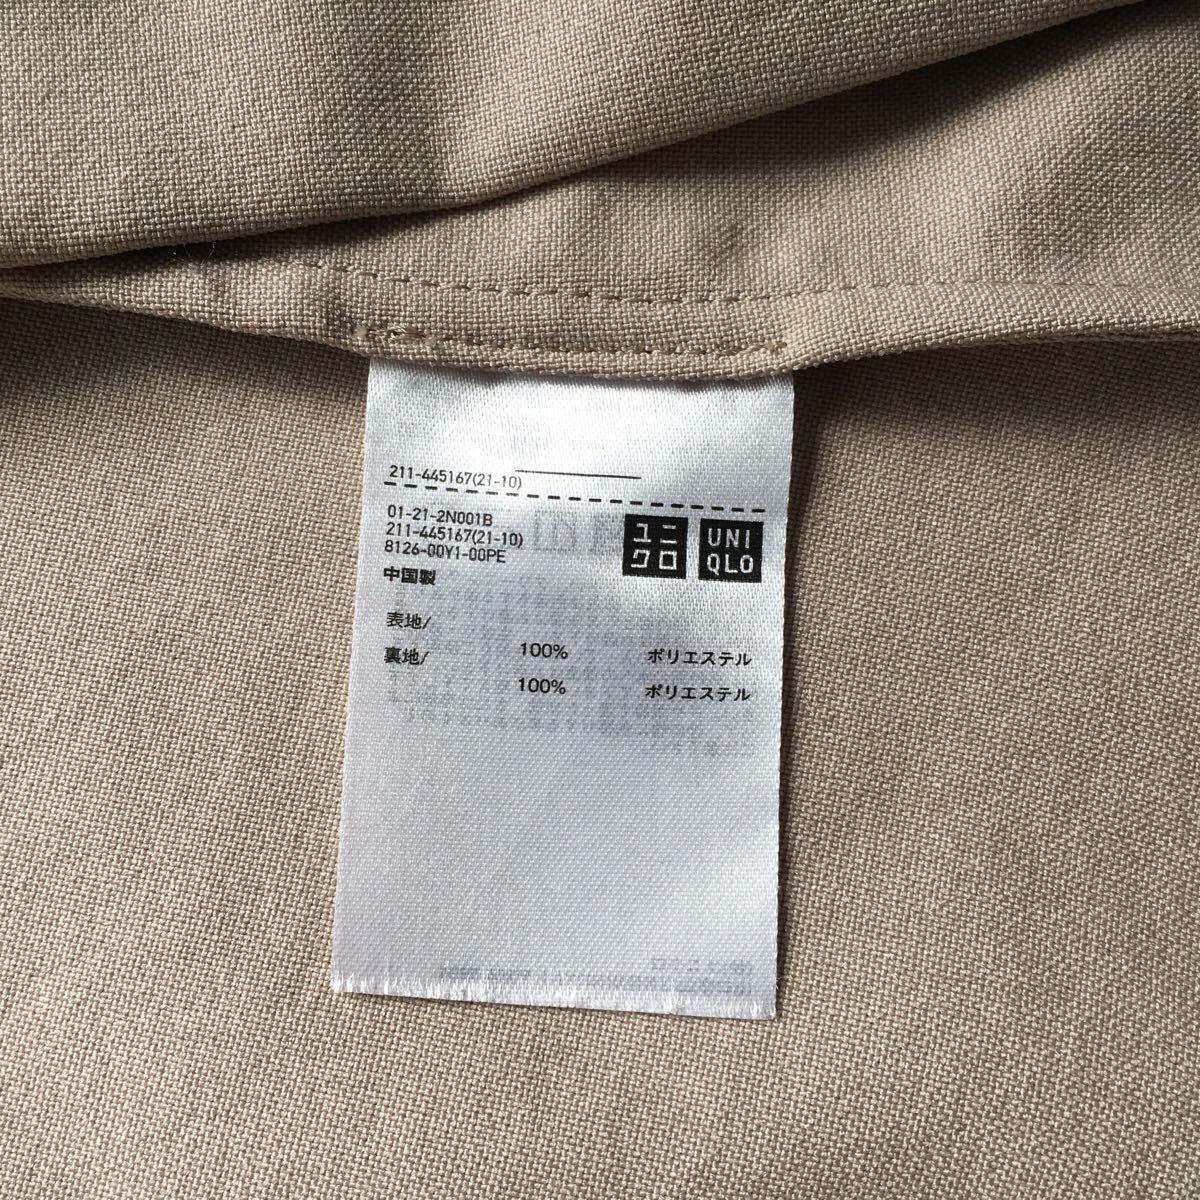 211-445167(21-10)
01-21-2N001B
211-445167(21-10)
8126-00Y1-00PE
中国製
ユニ
クロ
UNI
QLO
表地/
100% ポリエステル
裏地/
100% ポリエステル